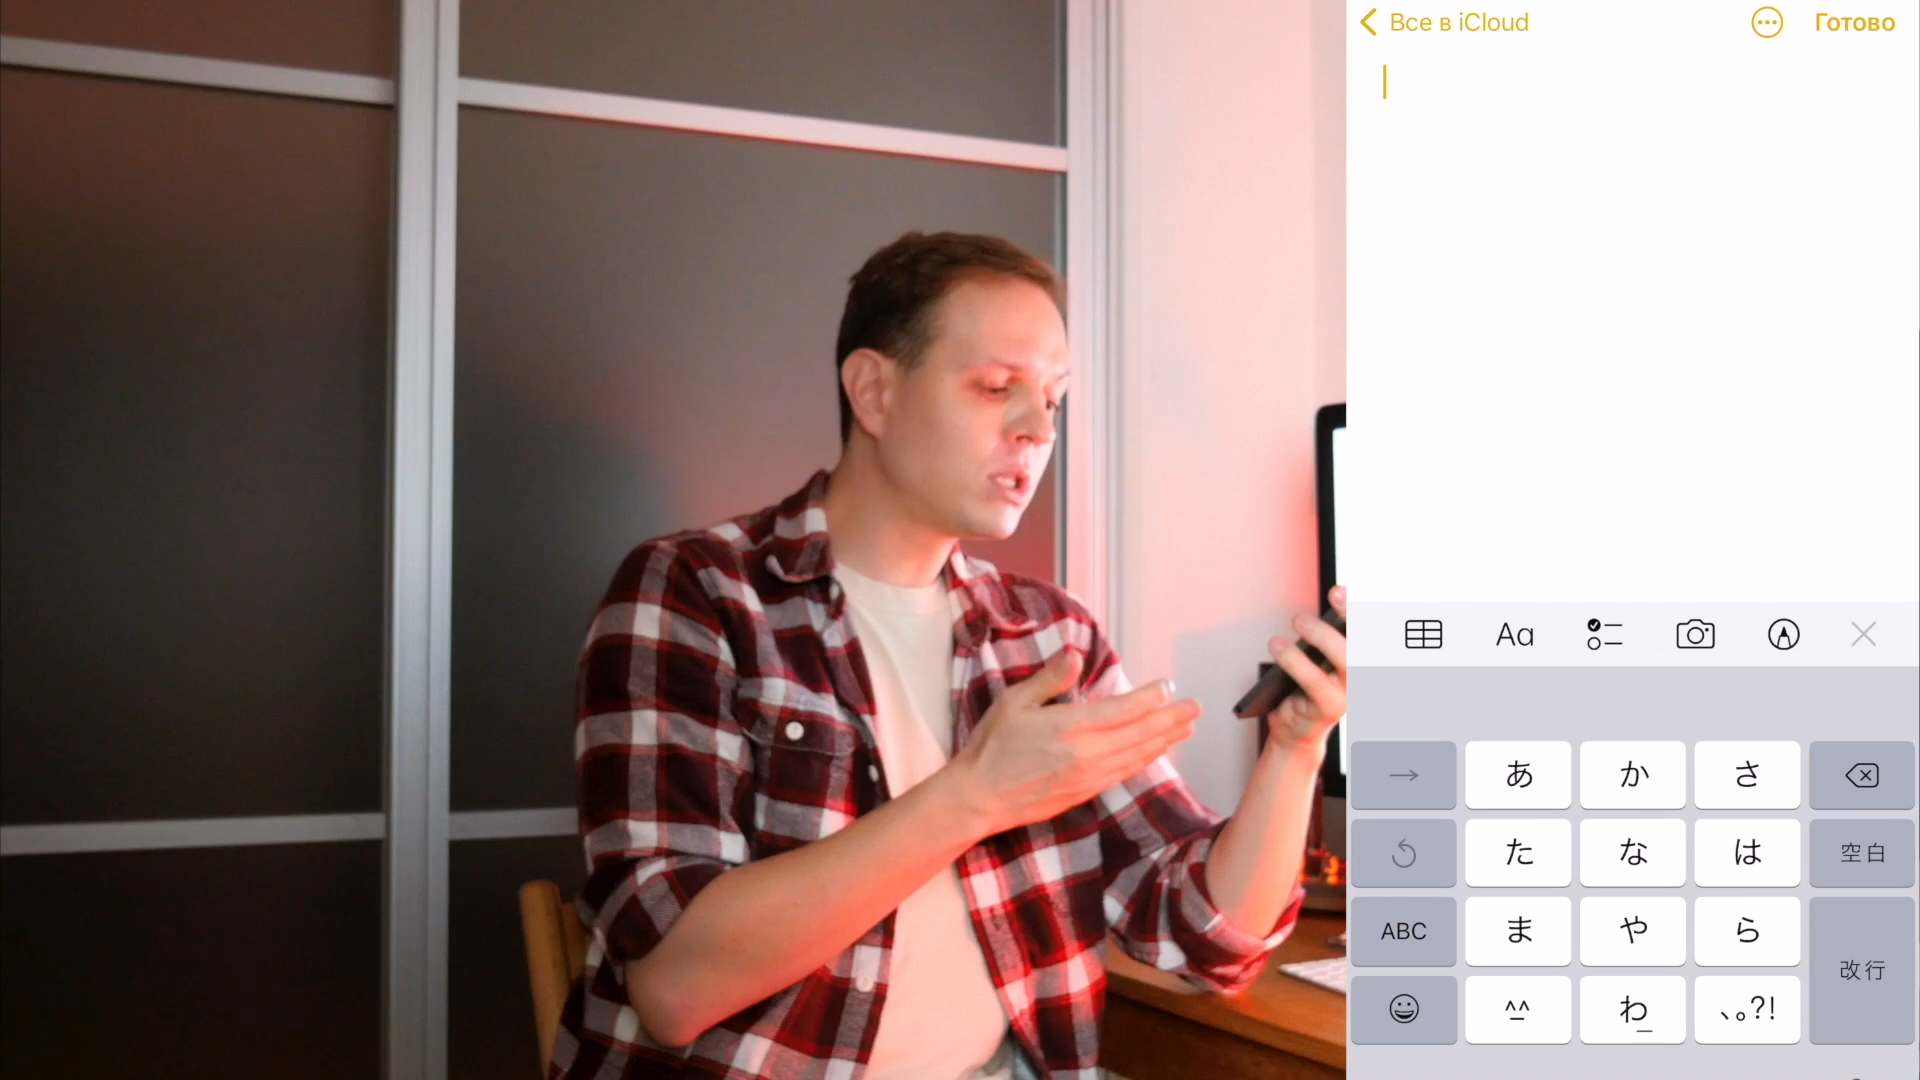 Все в iCloud Готово
Aa
→ あ か さ
た な は 空白
ABC ま や ら
^^ わ_ 、。?! 改行